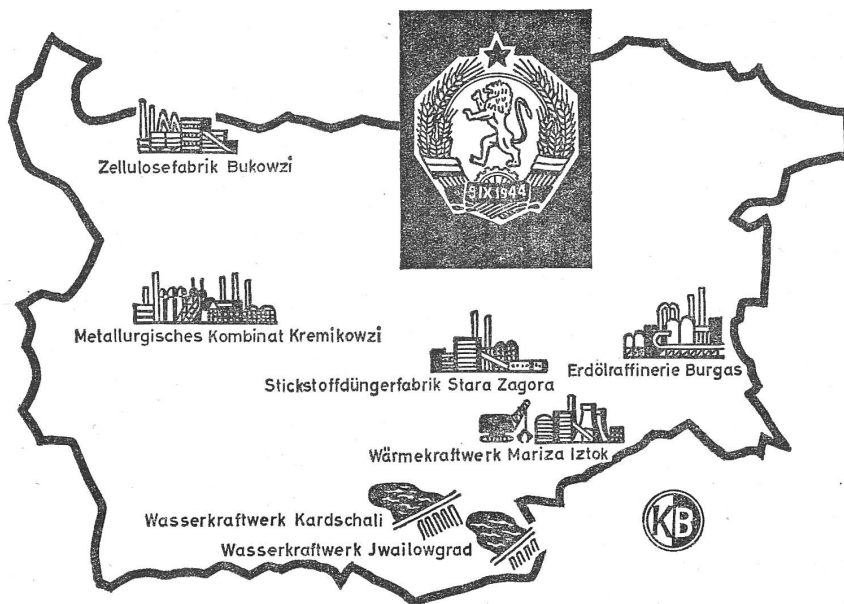 9 IX 1944
Zellulosefabrik Bukowzi
Metallurgisches Kombinat Kremikowzi
Stickstoffdüngerfabrik Stara Zagora
Erdölraffinerie Burgas
Wärmekraftwerk Mariza Iztok
Wasserkraftwerk Kardschali
Wasserkraftwerk Jwailowgrad
KB